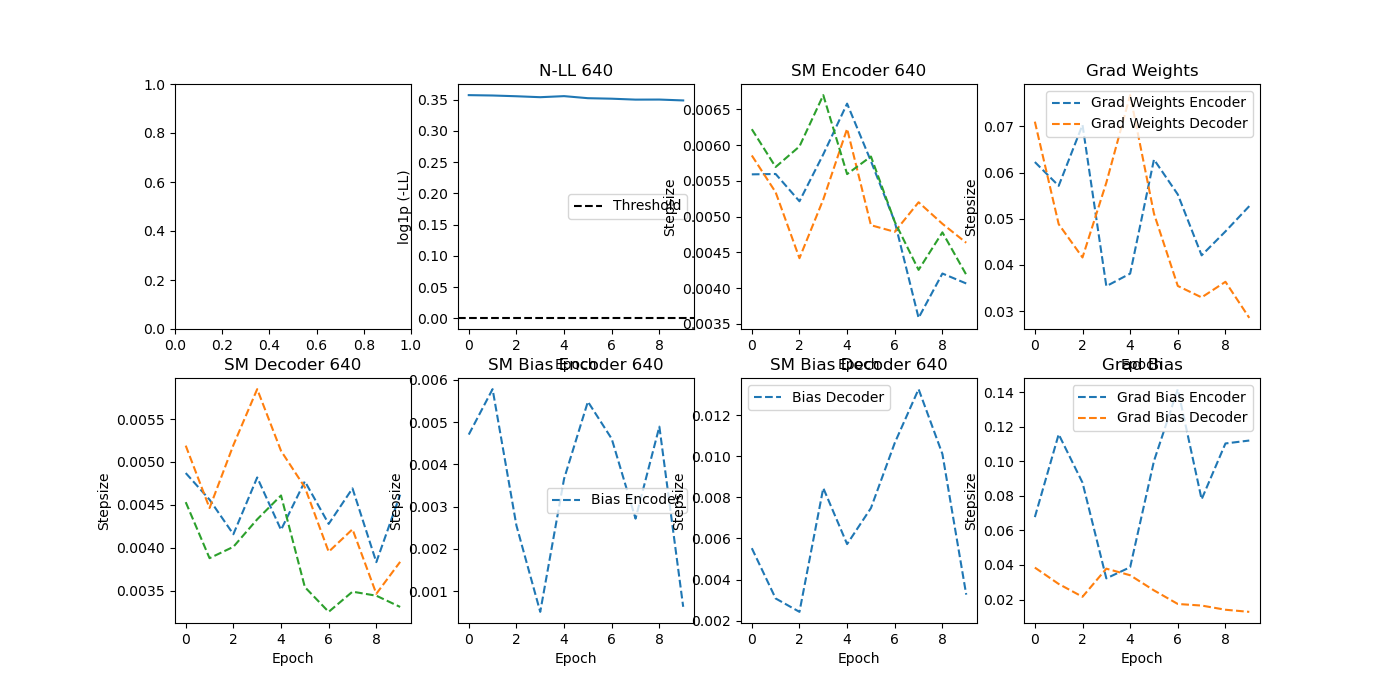 N-LL 640
SM Encoder 640
Grad Weights
1.0
0.8
0.6
0.4
0.2
0.0
0.0 0.2 0.4 0.6 0.8 1.0
log1p (-LL)
0.35
0.30
0.25
0.20
0.15
0.10
0.05
0.00
Threshold
0 2 4 6 8
Epoch
Stepsize
0.0065
0.0060
0.0055
0.0050
0.0045
0.0040
0.0035
0 2 4 6 8
Epoch
Stepsize
0.07
0.06
0.05
0.04
0.03
Grad Weights Encoder
Grad Weights Decoder
0 2 4 6 8
Epoch
SM Decoder 640
SM Bias Encoder 640
SM Bias Decoder 640
Grad Bias
Stepsize
0.0055
0.0050
0.0045
0.0040
0.0035
0 2 4 6 8
Epoch
Stepsize
0.006
0.005
0.004
0.003
0.002
0.001
Bias Encoder
0 2 4 6 8
Epoch
Stepsize
0.012
0.010
0.008
0.006
0.004
0.002
Bias Decoder
0 2 4 6 8
Epoch
Stepsize
0.14
0.12
0.10
0.08
0.06
0.04
0.02
Grad Bias Encoder
Grad Bias Decoder
0 2 4 6 8
Epoch